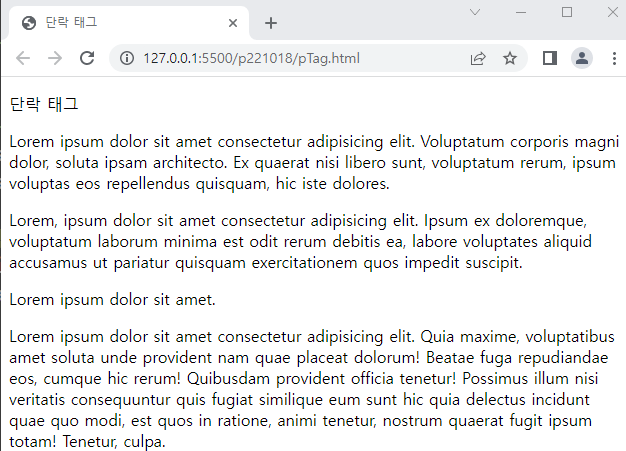 단락 태그
127.0.0.1:5500/p221018/pTag.html
단락 태그
Lorem ipsum dolor sit amet consectetur adipisicing elit. Voluptatum corporis magni
dolor, soluta ipsam architecto. Ex quaerat nisi libero sunt, voluptatum rerum, ipsum
voluptas eos repellendus quisquam, hic iste dolores.
Lorem, ipsum dolor sit amet consectetur adipisicing elit. Ipsum ex doloremque,
voluptatum laborum minima est odit rerum debitis ea, labore voluptates aliquid
accusamus ut pariatur quisquam exercitationem quos impedit suscipit.
Lorem ipsum dolor sit amet.
Lorem ipsum dolor sit amet consectetur adipisicing elit. Quia maxime, voluptatibus
amet soluta unde provident nam quae placeat dolorum! Beatae fuga repudiandae
eos, cumque hic rerum! Quibusdam provident officia tenetur! Possimus illum nisi
veritatis consequuntur quis fugiat similique eum sunt hic quia delectus incidunt
quae quo modi, est quos in ratione, animi tenetur, nostrum quaerat fugit ipsum
totam! Tenetur, culpa.